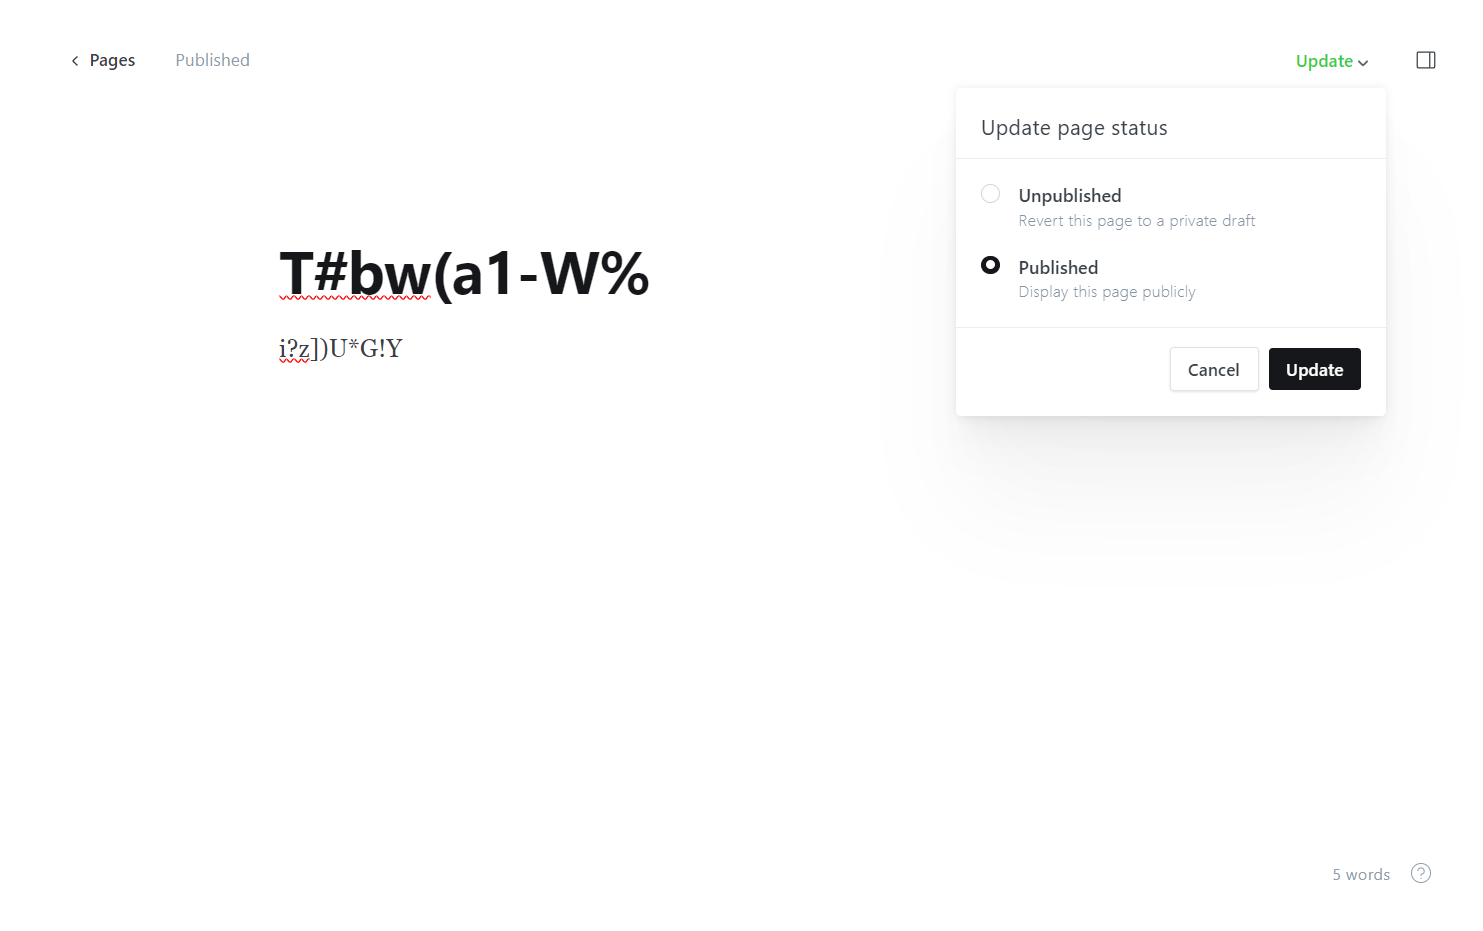 Pages
Published
Update
Update page status
Unpublished
Revert this page to a private draft
Published
Display this page publicly
Cancel
Update
T#bw(a1-W%
i?z])U*G!Y
5 words
?